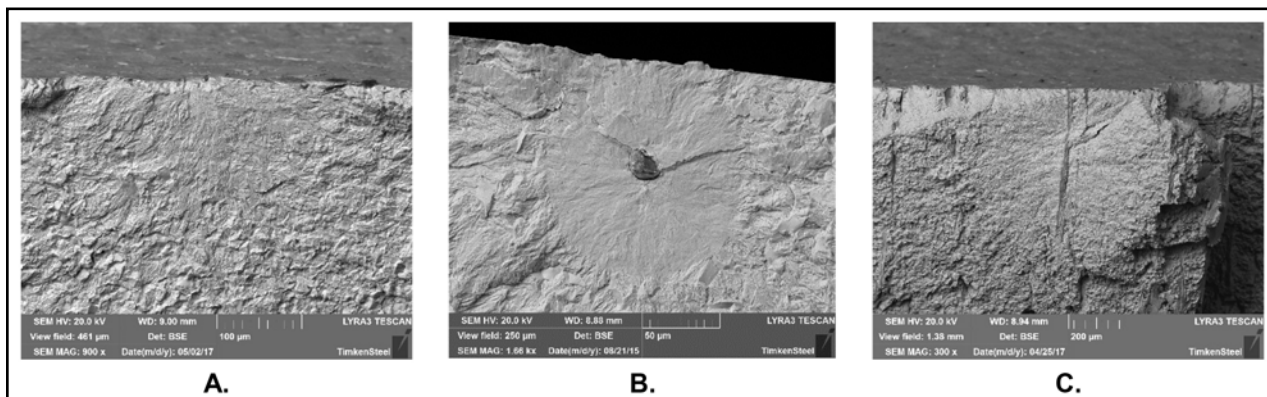 SEM HV: 20.0 kV WD: 9.00 mm LYRA3 TESCAN
View field: 461 µm Det: BSE 100 µm
SEM MAG: 900 x Date(m/d/y): 05/02/17 TimkenSteel
A.
SEM HV: 20.0 kV WD: 8.88 mm LYRA3 TESCAN
View field: 250 µm Det: BSE 50 µm
SEM MAG: 1.66 kx Date(m/d/y): 08/21/15 TimkenSteel
B.
SEM HV: 20.0 kV WD: 8.94 mm LYRA3 TESCAN
View field: 1.38 mm Det: BSE 200 µm
SEM MAG: 300 x Date(m/d/y): 04/25/17 TimkenSteel
C.